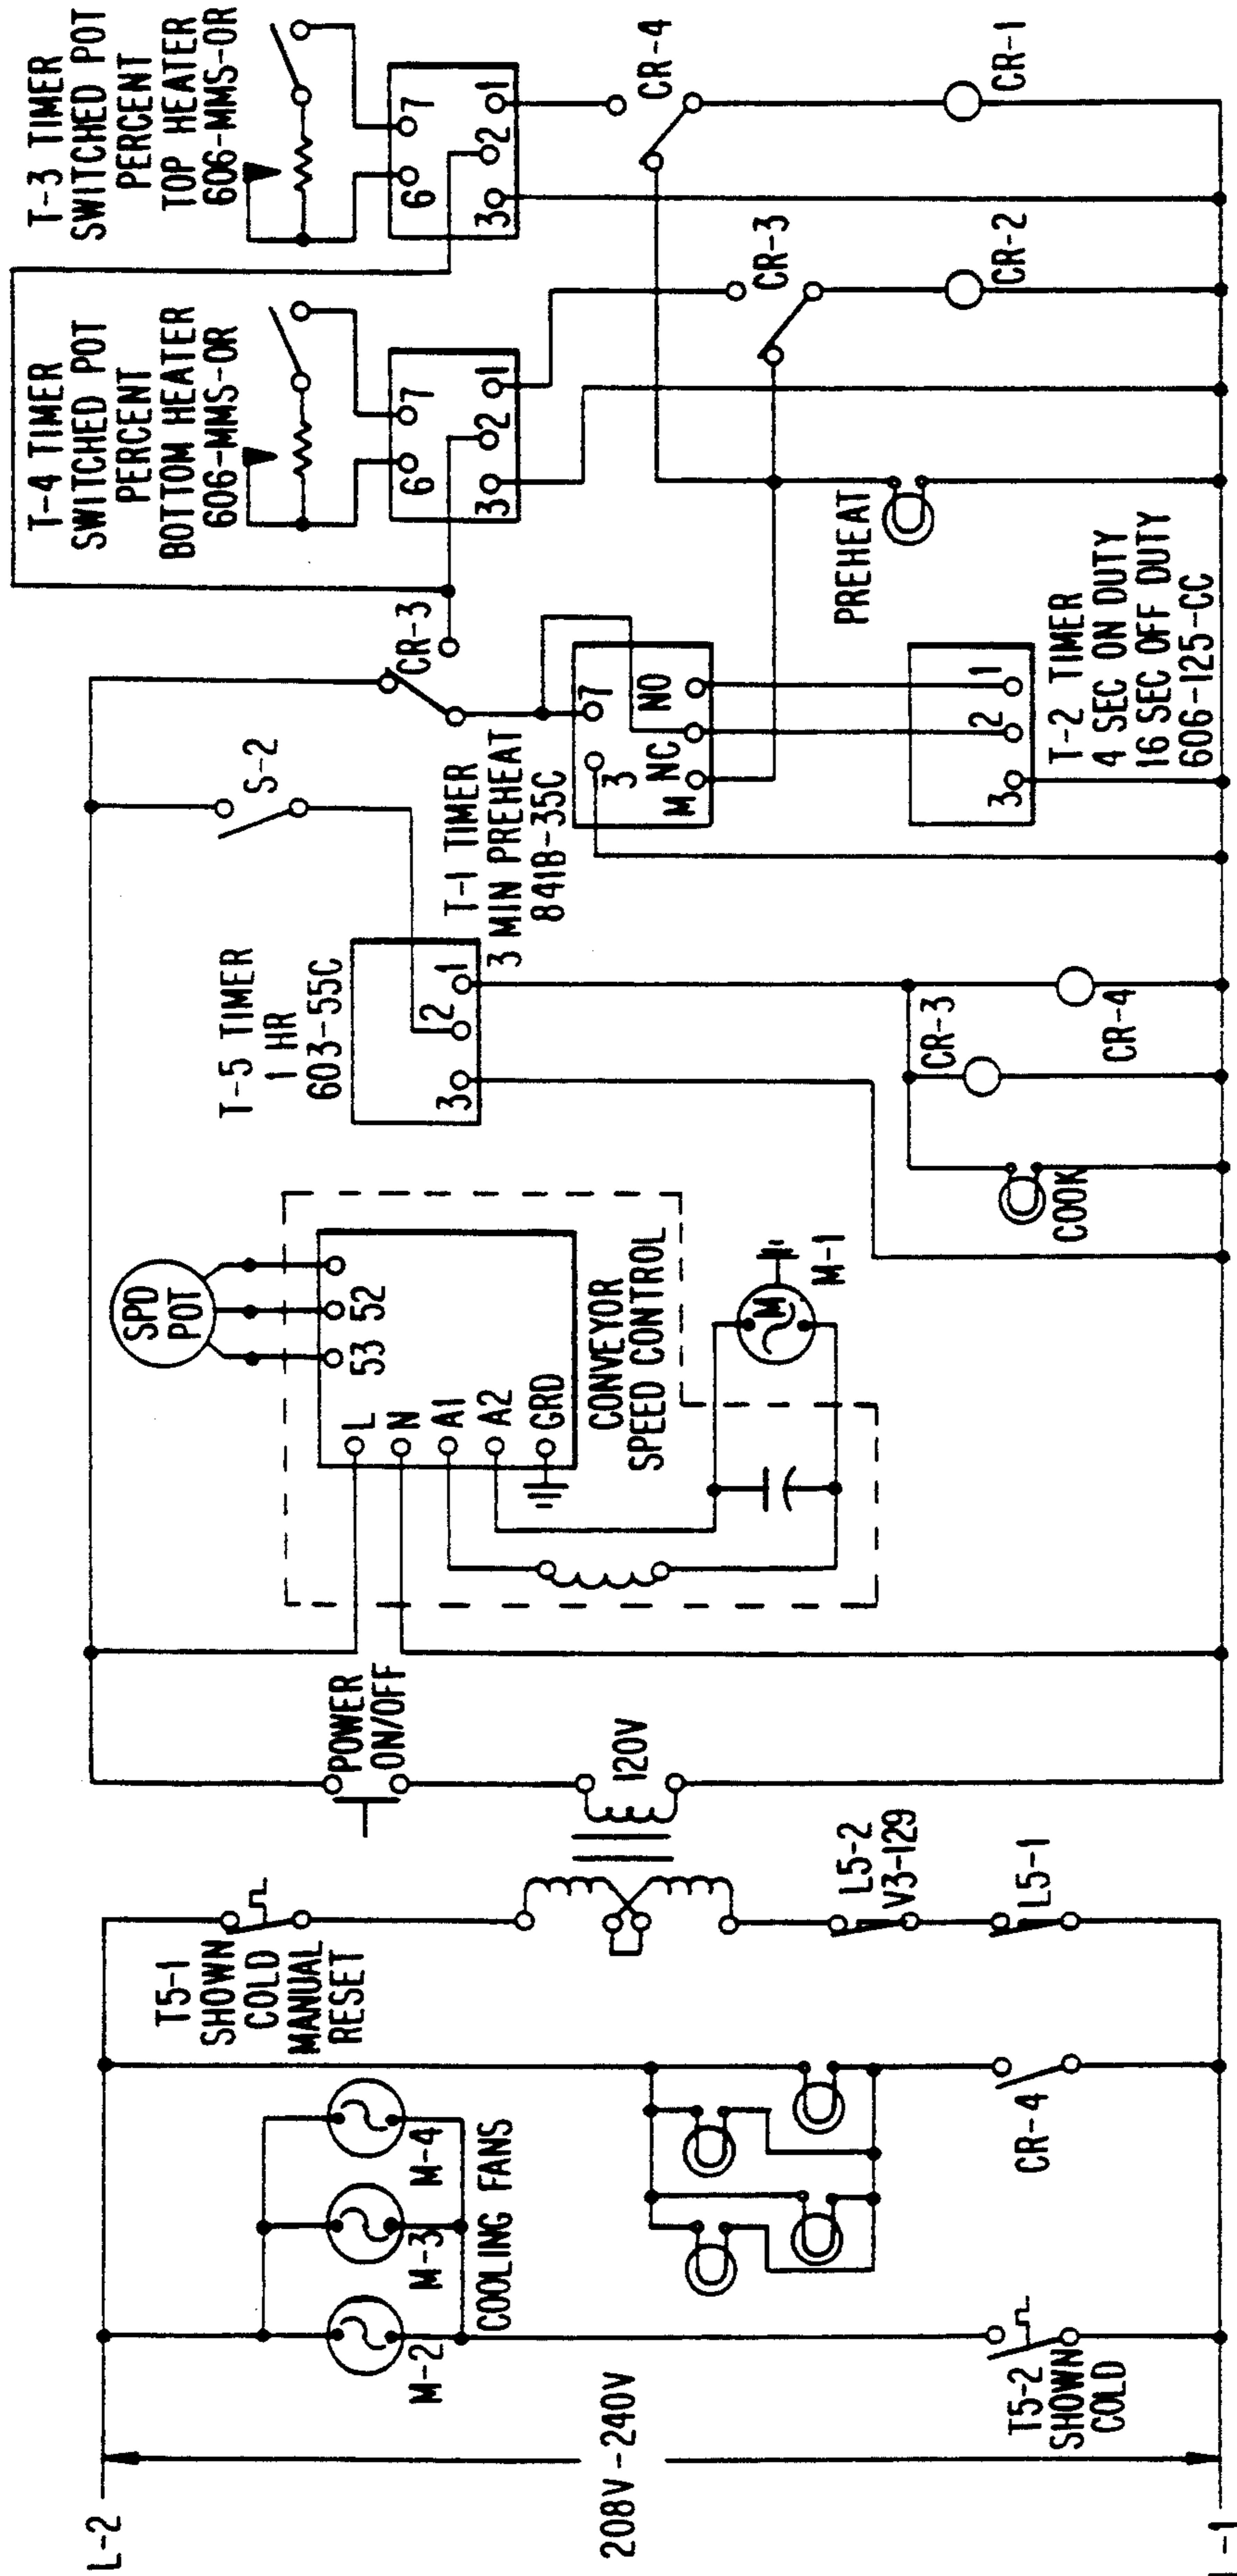 L-2
208V-240V
L-1
M-2
M-3
M-4
COOLING FANS
T5-2
SHOWN
COLD
CR-4
T5-1
SHOWN
COLD
MANUAL
RESET
L5-2
V3-129
L5-1
120V
POWER
ON/OFF
SPD
POT
53 52
L
N
A1
A2
GRD
CONVEYOR
SPEED CONTROL
M
M-1
T-5 TIMER
1 HR
603-55C
3 2 1
COOK
CR-3
CR-4
S-2
T-1 TIMER
3 MIN PREHEAT
841B-35C
3 7
M NC NO
CR-3
3 2 1
T-2 TIMER
4 SEC ON DUTY
16 SEC OFF DUTY
606-125-CC
PREHEAT
T-4 TIMER
SWITCHED POT
PERCENT
BOTTOM HEATER
606-MMS-OR
6 7
3 2 1
CR-3
CR-2
T-3 TIMER
SWITCHED POT
PERCENT
TOP HEATER
606-MMS-OR
6 7
3 2 1
CR-4
CR-1